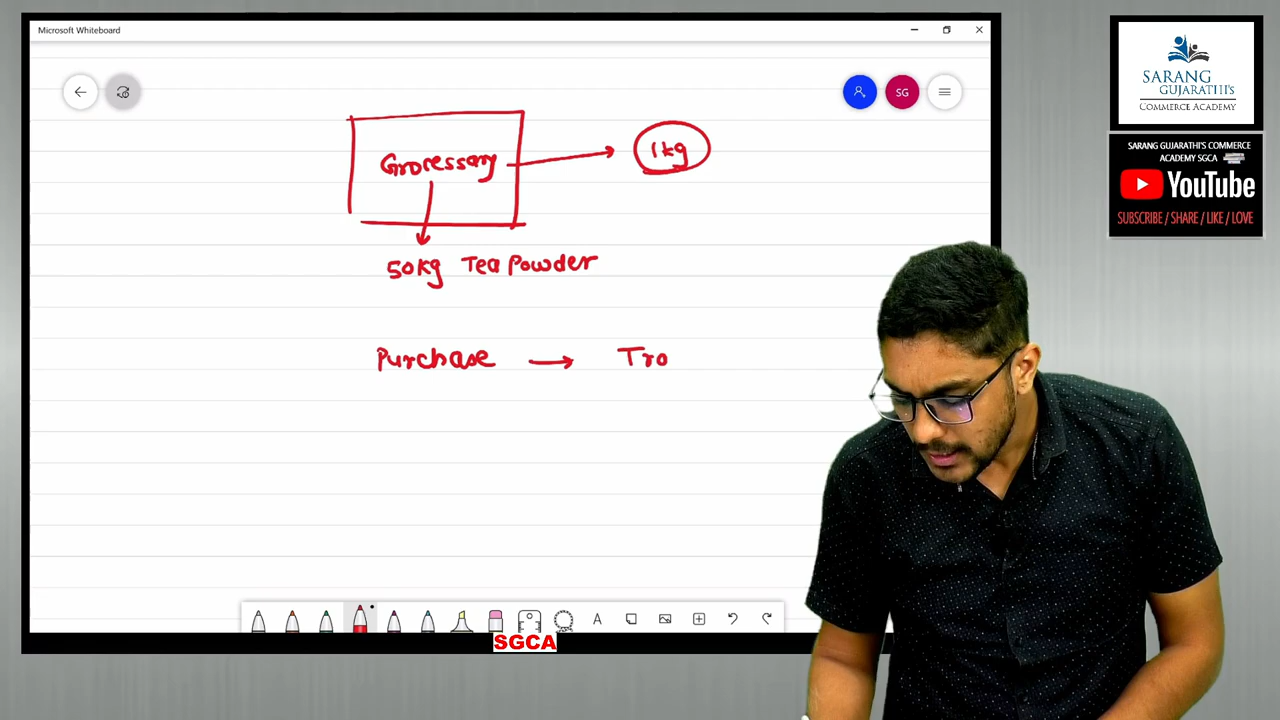 Microsoft Whiteboard
SG
SARANG
GUJARATHI'S
COMMERCE ACADEMY
SARANG GUJARATHI'S COMMERCE
ACADEMY SGCA
YouTube
SUBSCRIBE / SHARE / LIKE / LOVE
Grocessary
1kg
50kg Tea Powder
Purchase → Tro
A
SGCA